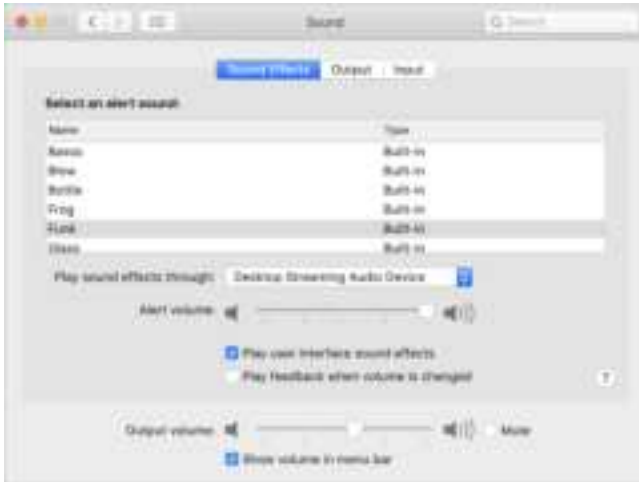 Sound
Search
Sound Effects Output Input
Select an alert sound:
Name Type
Basso Built-in
Blow Built-in
Bottle Built-in
Frog Built-in
Funk Built-in
Glass Built-in
Play sound effects through: Desktop Streaming Audio Device
Alert volume:
Play user interface sound effects
Play feedback when volume is changed
?
Output volume: Mute
Show volume in menu bar